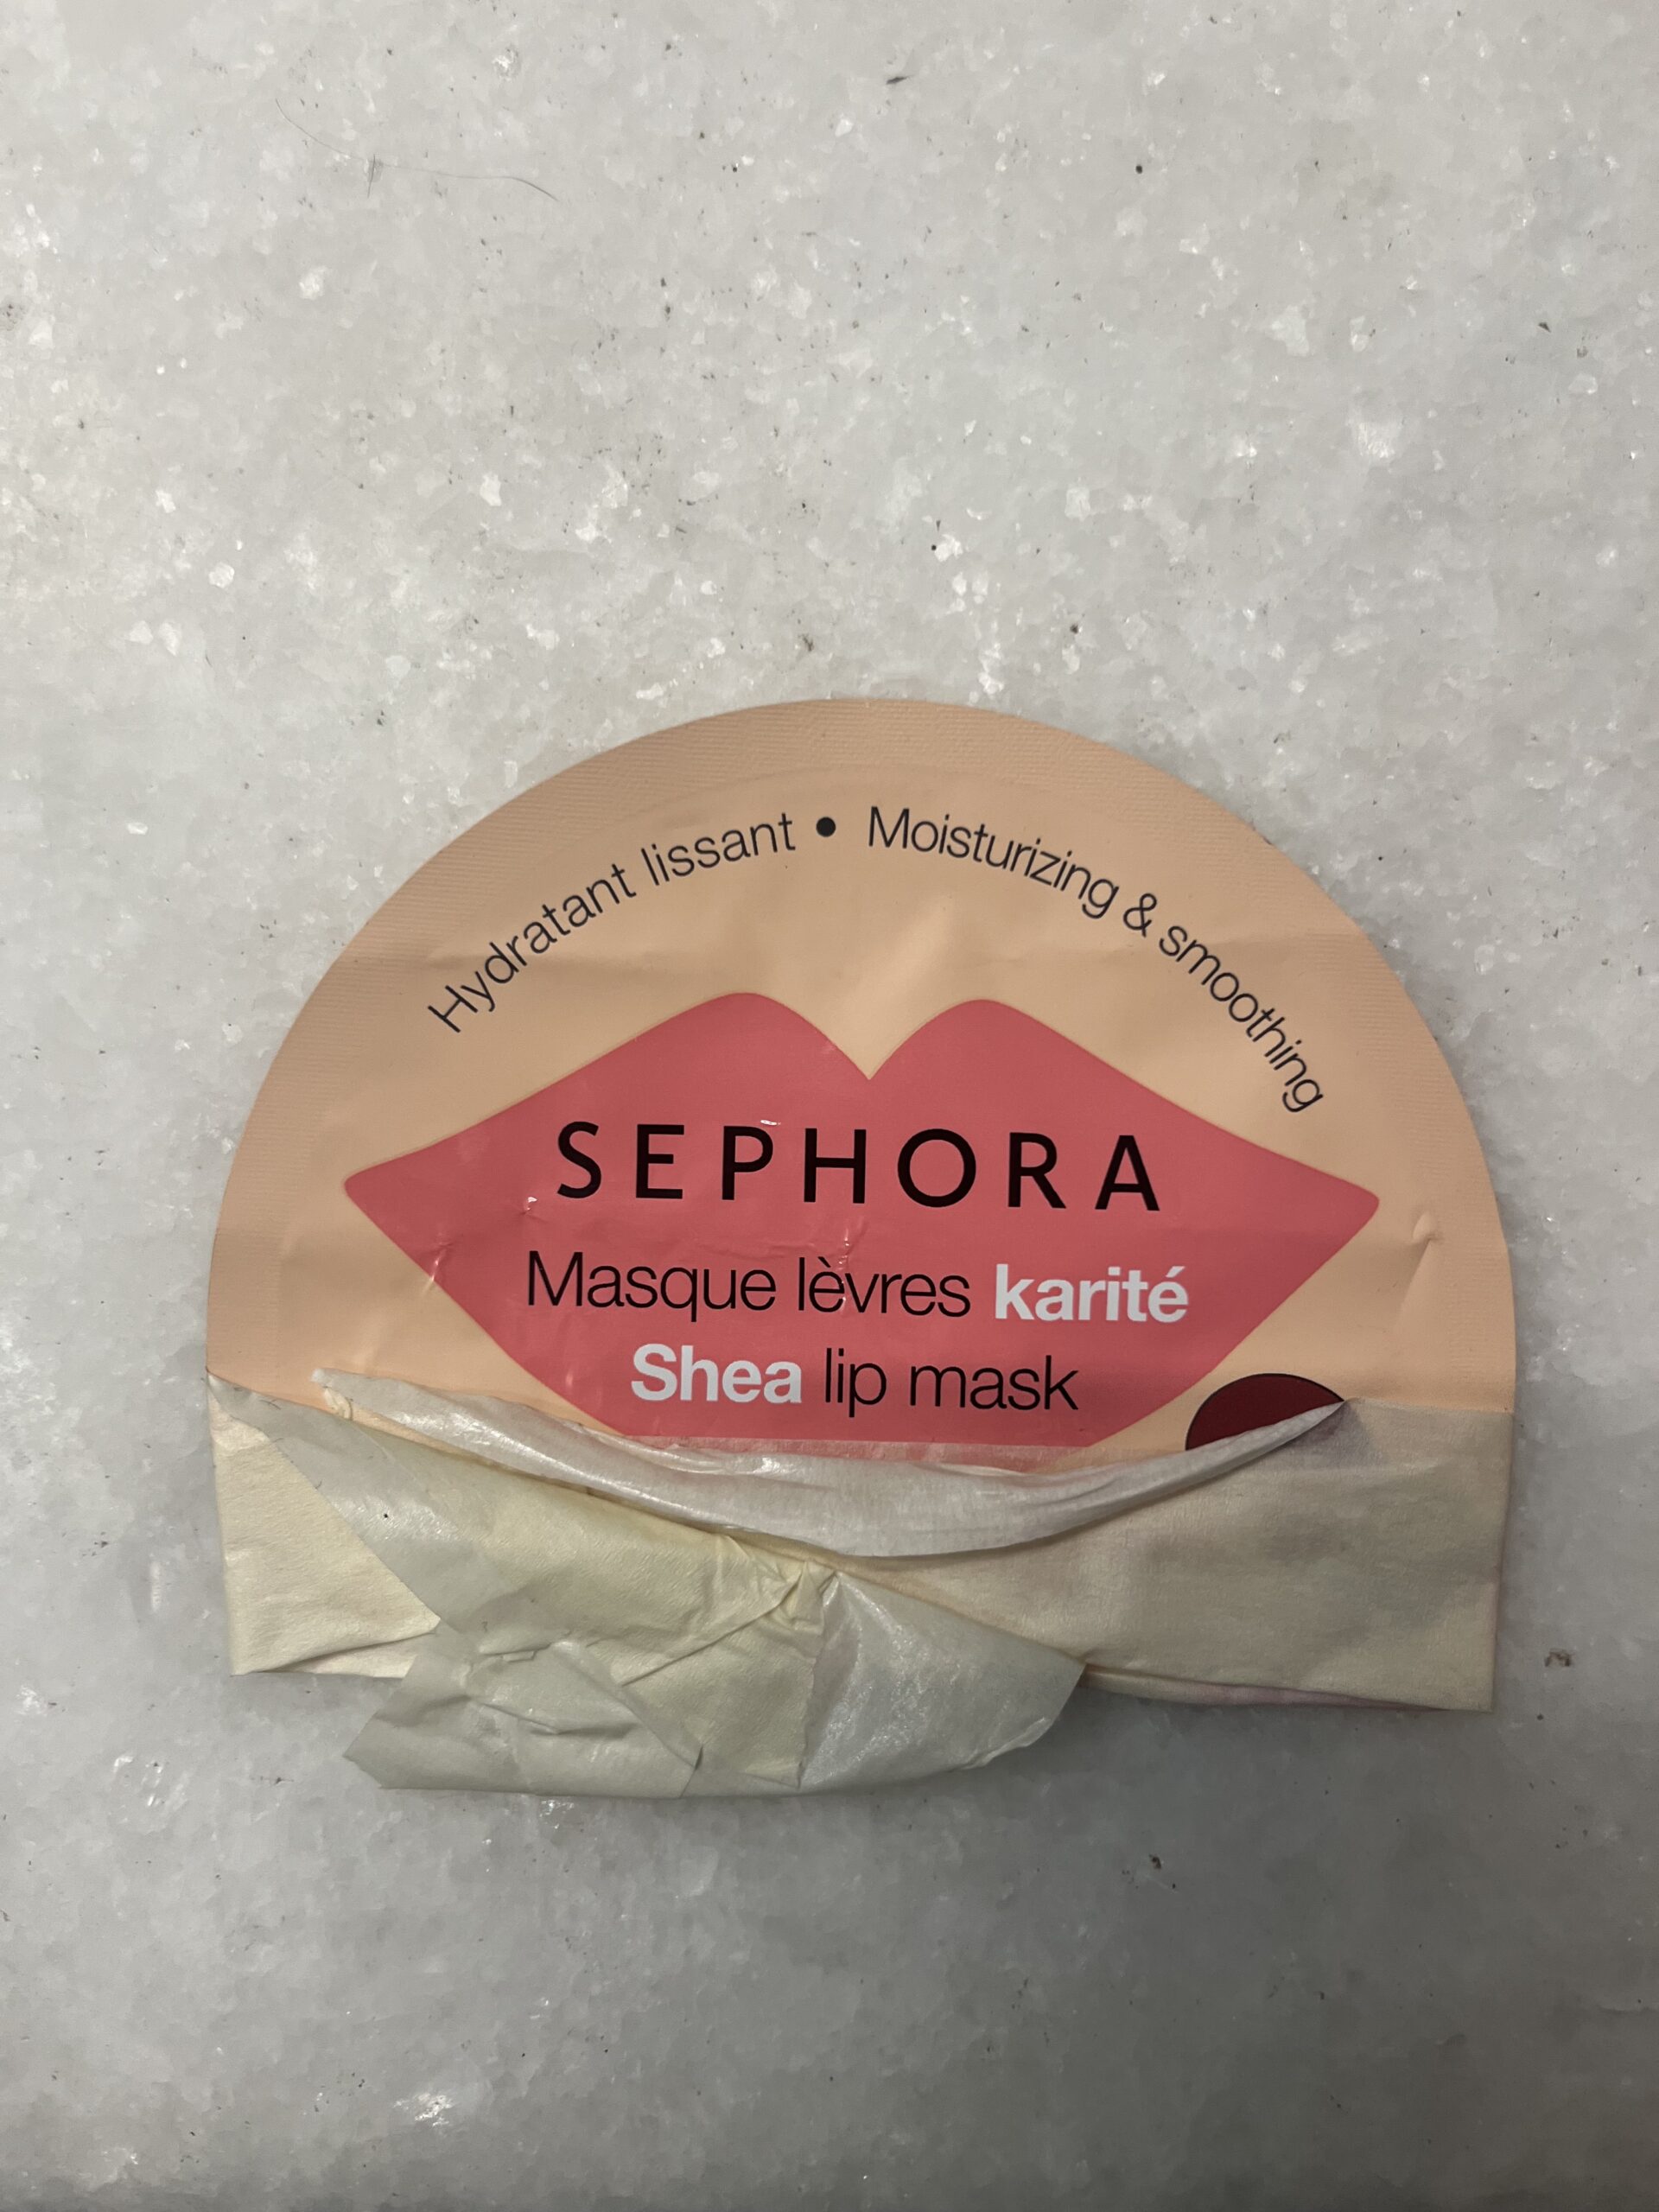 Hydratant lissant • Moisturizing & smoothing
SEPHORA
Masque lèvres karité
Shea lip mask